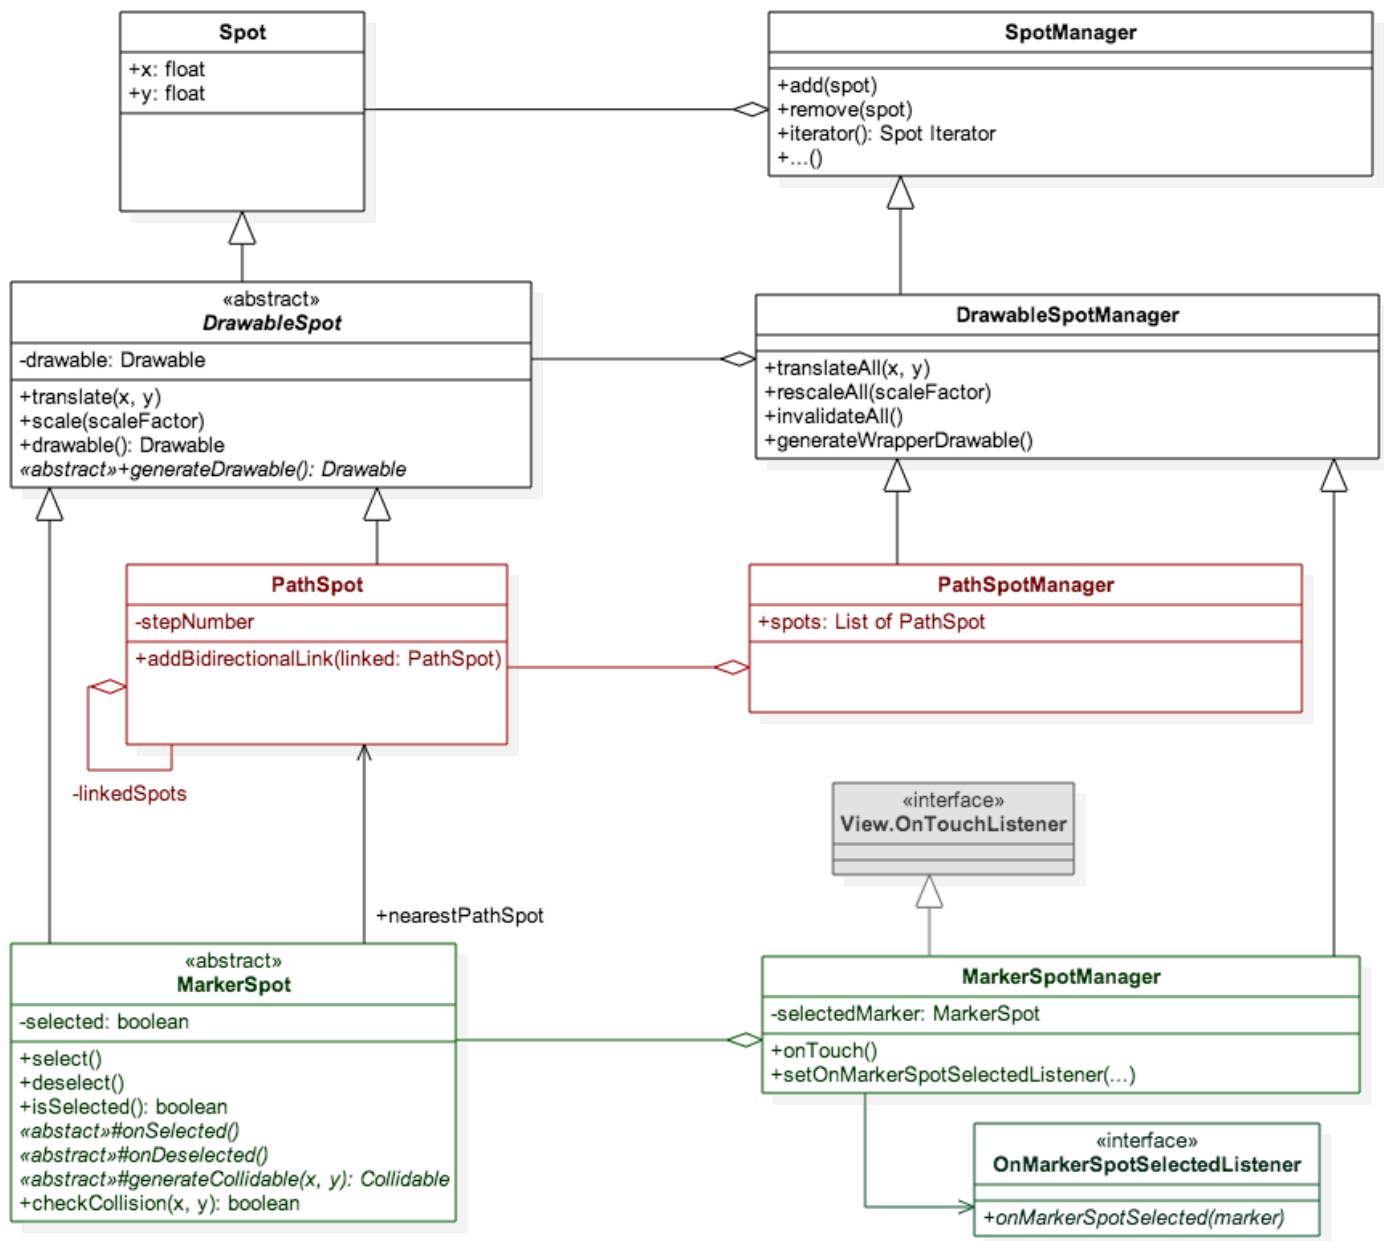 Spot
+x: float
+y: float
SpotManager
+add(spot)
+remove(spot)
+iterator(): Spot Iterator
+...()
«abstract»
DrawableSpot
-drawable: Drawable
+translate(x, y)
+scale(scaleFactor)
+drawable(): Drawable
«abstract»+generateDrawable(): Drawable
DrawableSpotManager
+translateAll(x, y)
+rescaleAll(scaleFactor)
+invalidateAll()
+generateWrapperDrawable()
PathSpot
-stepNumber
+addBidirectionalLink(linked: PathSpot)
-linkedSpots
PathSpotManager
+spots: List of PathSpot
«interface»
View.OnTouchListener
+nearestPathSpot
«abstract»
MarkerSpot
-selected: boolean
+select()
+deselect()
+isSelected(): boolean
«abstact»#onSelected()
«abstract»#onDeselected()
«abstract»#generateCollidable(x, y): Collidable
+checkCollision(x, y): boolean
MarkerSpotManager
-selectedMarker: MarkerSpot
+onTouch()
+setOnMarkerSpotSelectedListener(...)
«interface»
OnMarkerSpotSelectedListener
+onMarkerSpotSelected(marker)